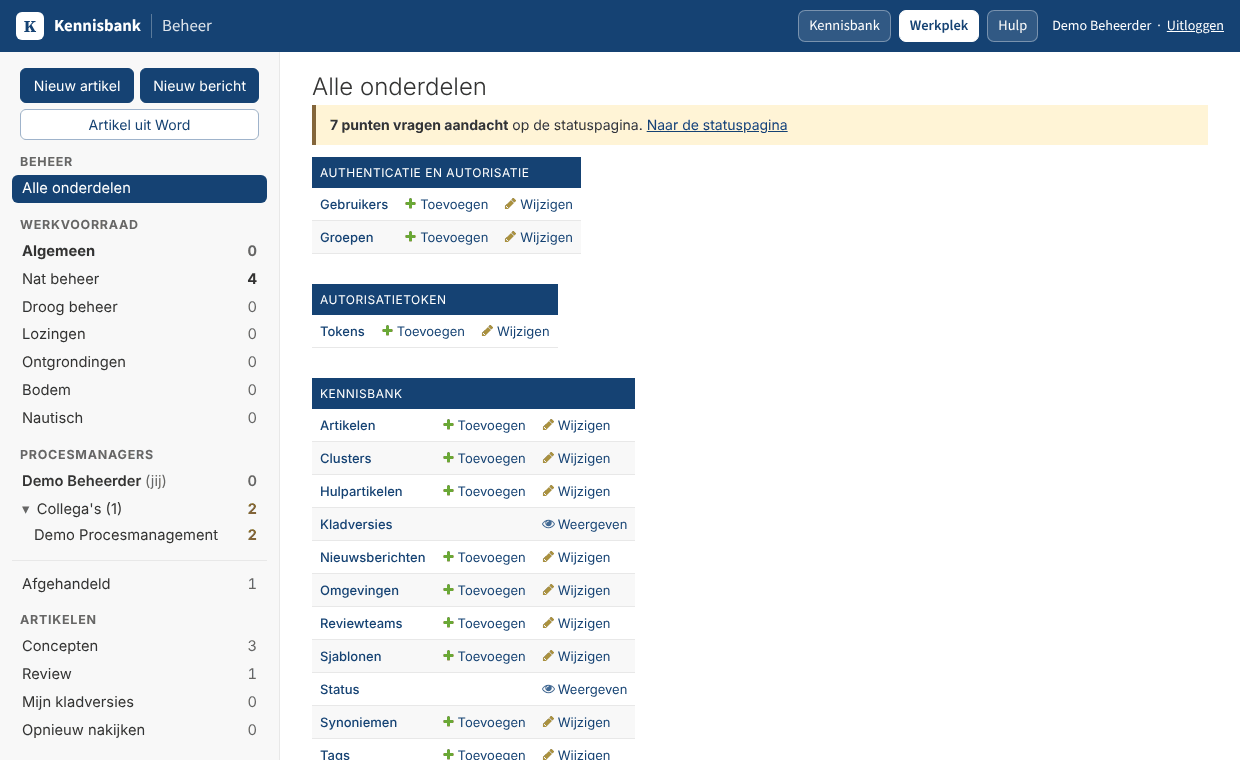 K Kennisbank Beheer Kennisbank Werkplek Hulp Demo Beheerder · Uitloggen
Nieuw artikel Nieuw bericht
Artikel uit Word
BEHEER
Alle onderdelen
WERKVOORRAAD
Algemeen 0
Nat beheer 4
Droog beheer 0
Lozingen 0
Ontgrondingen 0
Bodem 0
Nautisch 0
PROCESMANAGERS
Demo Beheerder (jij) 0
▾ Collega's (1) 2
Demo Procesmanagement 2
Afgehandeld 1
ARTIKELEN
Concepten 3
Review 1
Mijn kladversies 0
Opnieuw nakijken 0
Alle onderdelen
7 punten vragen aandacht op de statuspagina. Naar de statuspagina
AUTHENTICATIE EN AUTORISATIE
Gebruikers Toevoegen Wijzigen
Groepen Toevoegen Wijzigen
AUTORISATIETOKEN
Tokens Toevoegen Wijzigen
KENNISBANK
Artikelen Toevoegen Wijzigen
Clusters Toevoegen Wijzigen
Hulpartikelen Toevoegen Wijzigen
Kladversies Weergeven
Nieuwsberichten Toevoegen Wijzigen
Omgevingen Toevoegen Wijzigen
Reviewteams Toevoegen Wijzigen
Sjablonen Toevoegen Wijzigen
Status Weergeven
Synoniemen Toevoegen Wijzigen
Tags Toevoegen Wijzigen